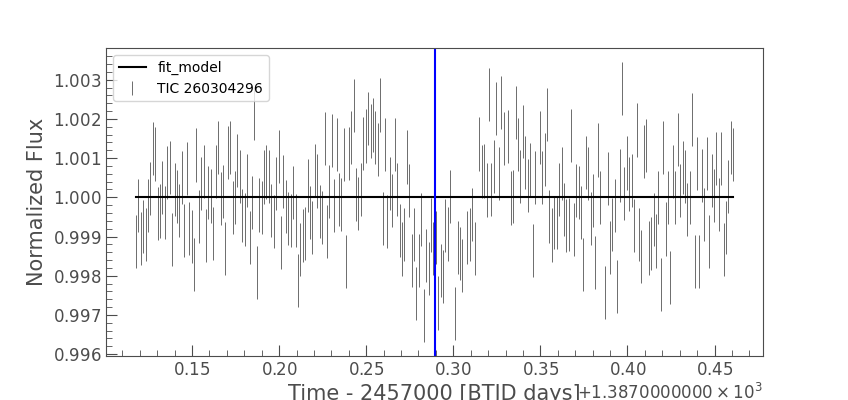 fit_model
TIC 260304296
Normalized Flux
1.003
1.002
1.001
1.000
0.999
0.998
0.997
0.996
0.15 0.20 0.25 0.30 0.35 0.40 0.45
Time - 2457000 [BTJD days]
+1.3870000000 × 10³